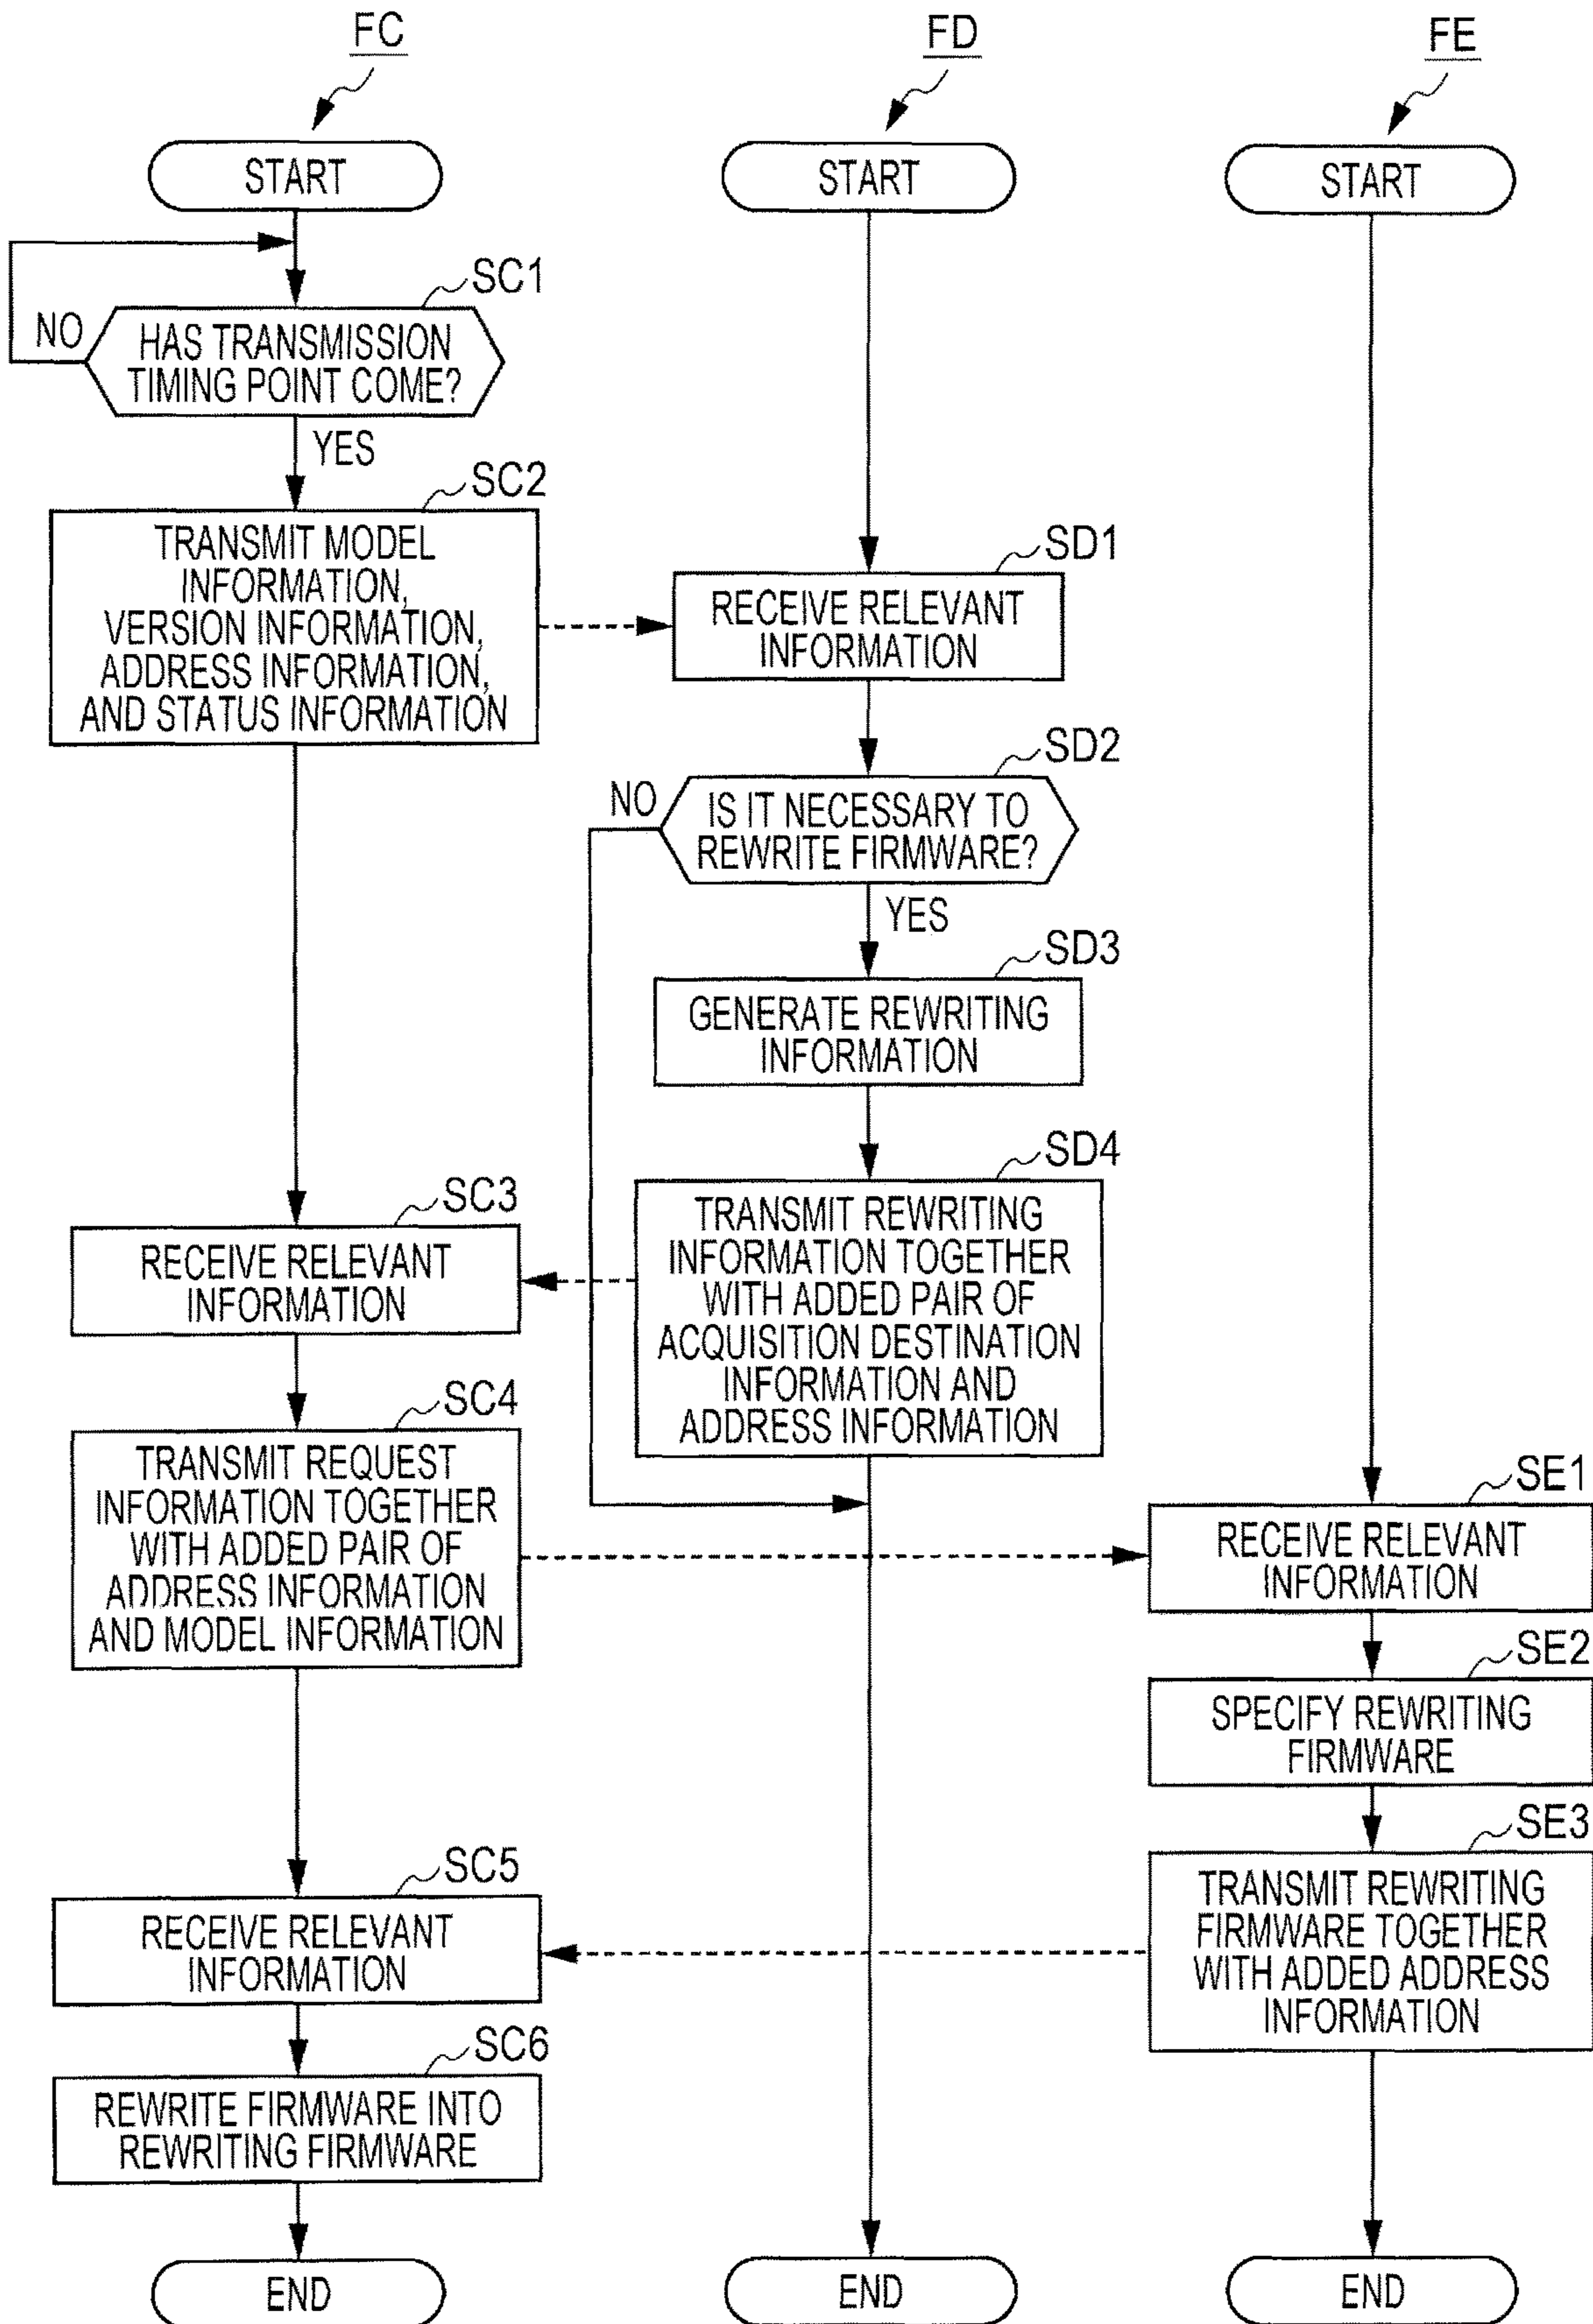 FC
START
SC1
NO
HAS TRANSMISSION
TIMING POINT COME?
YES
SC2
TRANSMIT MODEL
INFORMATION,
VERSION INFORMATION,
ADDRESS INFORMATION,
AND STATUS INFORMATION
SC3
RECEIVE RELEVANT
INFORMATION
SC4
TRANSMIT REQUEST
INFORMATION TOGETHER
WITH ADDED PAIR OF
ADDRESS INFORMATION
AND MODEL INFORMATION
SC5
RECEIVE RELEVANT
INFORMATION
SC6
REWRITE FIRMWARE INTO
REWRITING FIRMWARE
END
FD
START
SD1
RECEIVE RELEVANT
INFORMATION
SD2
NO
IS IT NECESSARY TO
REWRITE FIRMWARE?
YES
SD3
GENERATE REWRITING
INFORMATION
SD4
TRANSMIT REWRITING
INFORMATION TOGETHER
WITH ADDED PAIR OF
ACQUISITION DESTINATION
INFORMATION AND
ADDRESS INFORMATION
END
FE
START
SE1
RECEIVE RELEVANT
INFORMATION
SE2
SPECIFY REWRITING
FIRMWARE
SE3
TRANSMIT REWRITING
FIRMWARE TOGETHER
WITH ADDED ADDRESS
INFORMATION
END